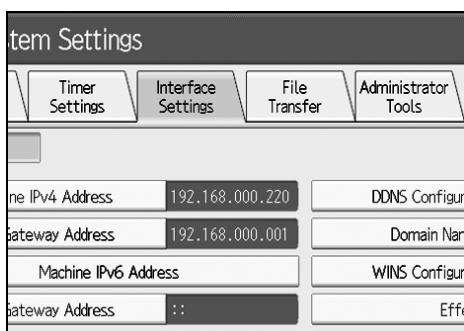 tem Settings
Timer Settings
Interface Settings
File Transfer
Administrator Tools
ne IPv4 Address 192.168.000.220 DDNS Configur
Gateway Address 192.168.000.001 Domain Nam
Machine IPv6 Address WINS Configur
Gateway Address :: Effe